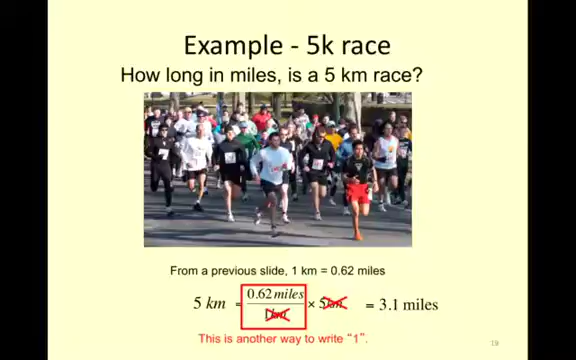 Example - 5k race
How long in miles, is a 5 km race?
From a previous slide, 1 km = 0.62 miles
5 km = 0.62 miles / 1 km × 5 km = 3.1 miles
This is another way to write "1".
19